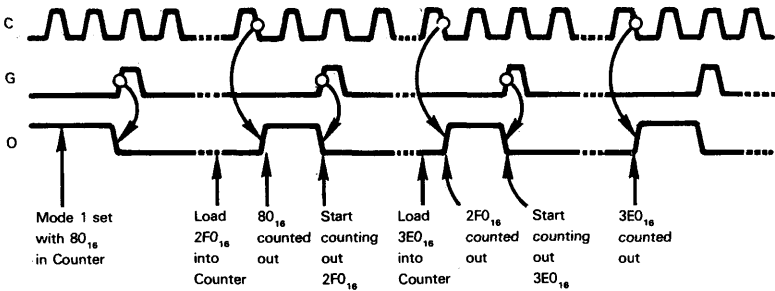 C
G
O
Mode 1 set
with 80₁₆
in Counter
Load
2F0₁₆
into
Counter
80₁₆
counted
out
Start
counting
out
2F0₁₆
Load
3E0₁₆
into
Counter
2F0₁₆
counted
out
Start
counting
out
3E0₁₆
3E0₁₆
counted
out